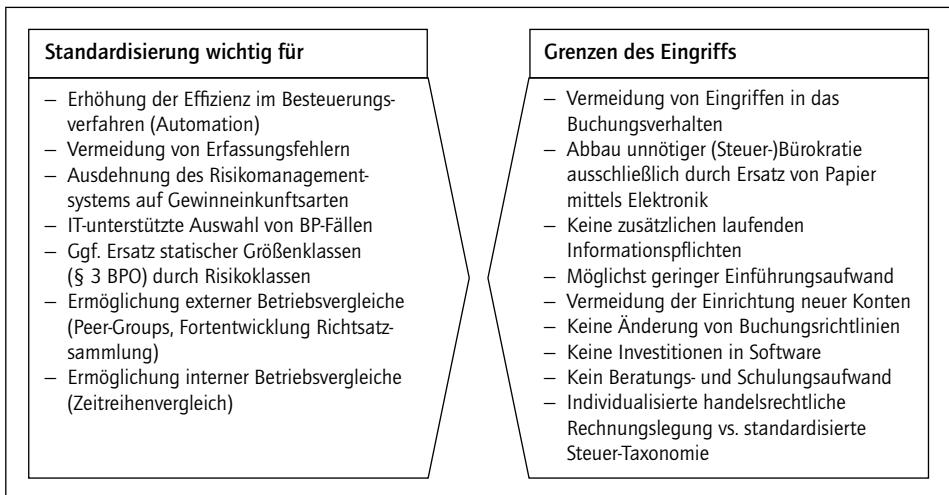 Standardisierung wichtig für
– Erhöhung der Effizienz im Besteuerungs-
verfahren (Automation)
– Vermeidung von Erfassungsfehlern
– Ausdehnung des Risikomanagement-
systems auf Gewinneinkunftsarten
– IT-unterstützte Auswahl von BP-Fällen
– Ggf. Ersatz statischer Größenklassen
(§ 3 BPO) durch Risikoklassen
– Ermöglichung externer Betriebsvergleiche
(Peer-Groups, Fortentwicklung Richtsatz-
sammlung)
– Ermöglichung interner Betriebsvergleiche
(Zeitreihenvergleich)
Grenzen des Eingriffs
– Vermeidung von Eingriffen in das
Buchungsverhalten
– Abbau unnötiger (Steuer-)Bürokratie
ausschließlich durch Ersatz von Papier
mittels Elektronik
– Keine zusätzlichen laufenden
Informationspflichten
– Möglichst geringer Einführungsaufwand
– Vermeidung der Einrichtung neuer Konten
– Keine Änderung von Buchungsrichtlinien
– Keine Investitionen in Software
– Kein Beratungs- und Schulungsaufwand
– Individualisierte handelsrechtliche
Rechnungslegung vs. standardisierte
Steuer-Taxonomie